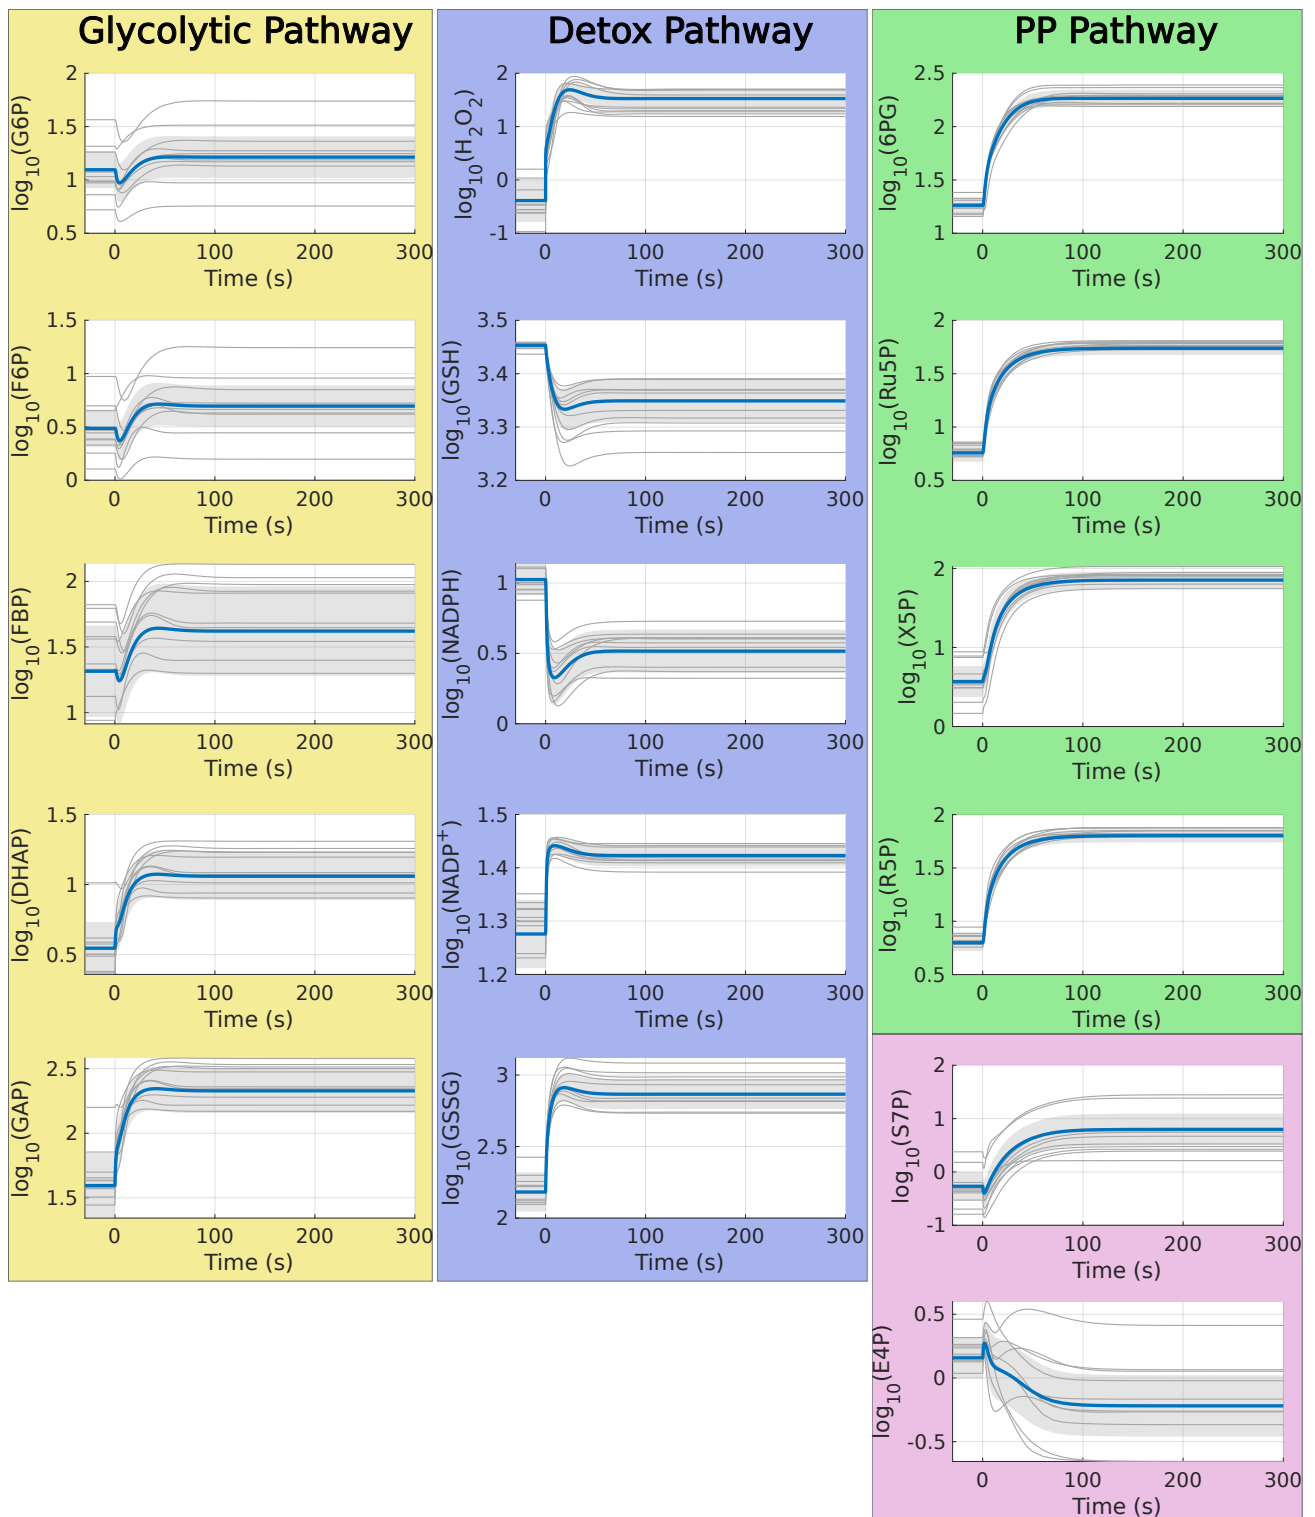 Glycolytic Pathway
log10(G6P)
2
1.5
1
0.5
0 100 200 300
Time (s)
log10(F6P)
1.5
1
0.5
0
0 100 200 300
Time (s)
log10(FBP)
2
1.5
1
0 100 200 300
Time (s)
log10(DHAP)
1.5
1
0.5
0 100 200 300
Time (s)
log10(GAP)
2.5
2
1.5
0 100 200 300
Time (s)
Detox Pathway
log10(H2O2)
2
1
0
-1
0 100 200 300
Time (s)
log10(GSH)
3.5
3.4
3.3
3.2
0 100 200 300
Time (s)
log10(NADPH)
1
0.5
0
0 100 200 300
Time (s)
log10(NADP+)
1.5
1.4
1.3
1.2
0 100 200 300
Time (s)
log10(GSSG)
3
2.5
2
0 100 200 300
Time (s)
PP Pathway
log10(6PG)
2.5
2
1.5
1
0 100 200 300
Time (s)
log10(Ru5P)
2
1.5
1
0.5
0 100 200 300
Time (s)
log10(X5P)
2
1
0
0 100 200 300
Time (s)
log10(R5P)
2
1.5
1
0.5
0 100 200 300
Time (s)
log10(S7P)
2
1
0
-1
0 100 200 300
Time (s)
log10(E4P)
0.5
0
-0.5
0 100 200 300
Time (s)